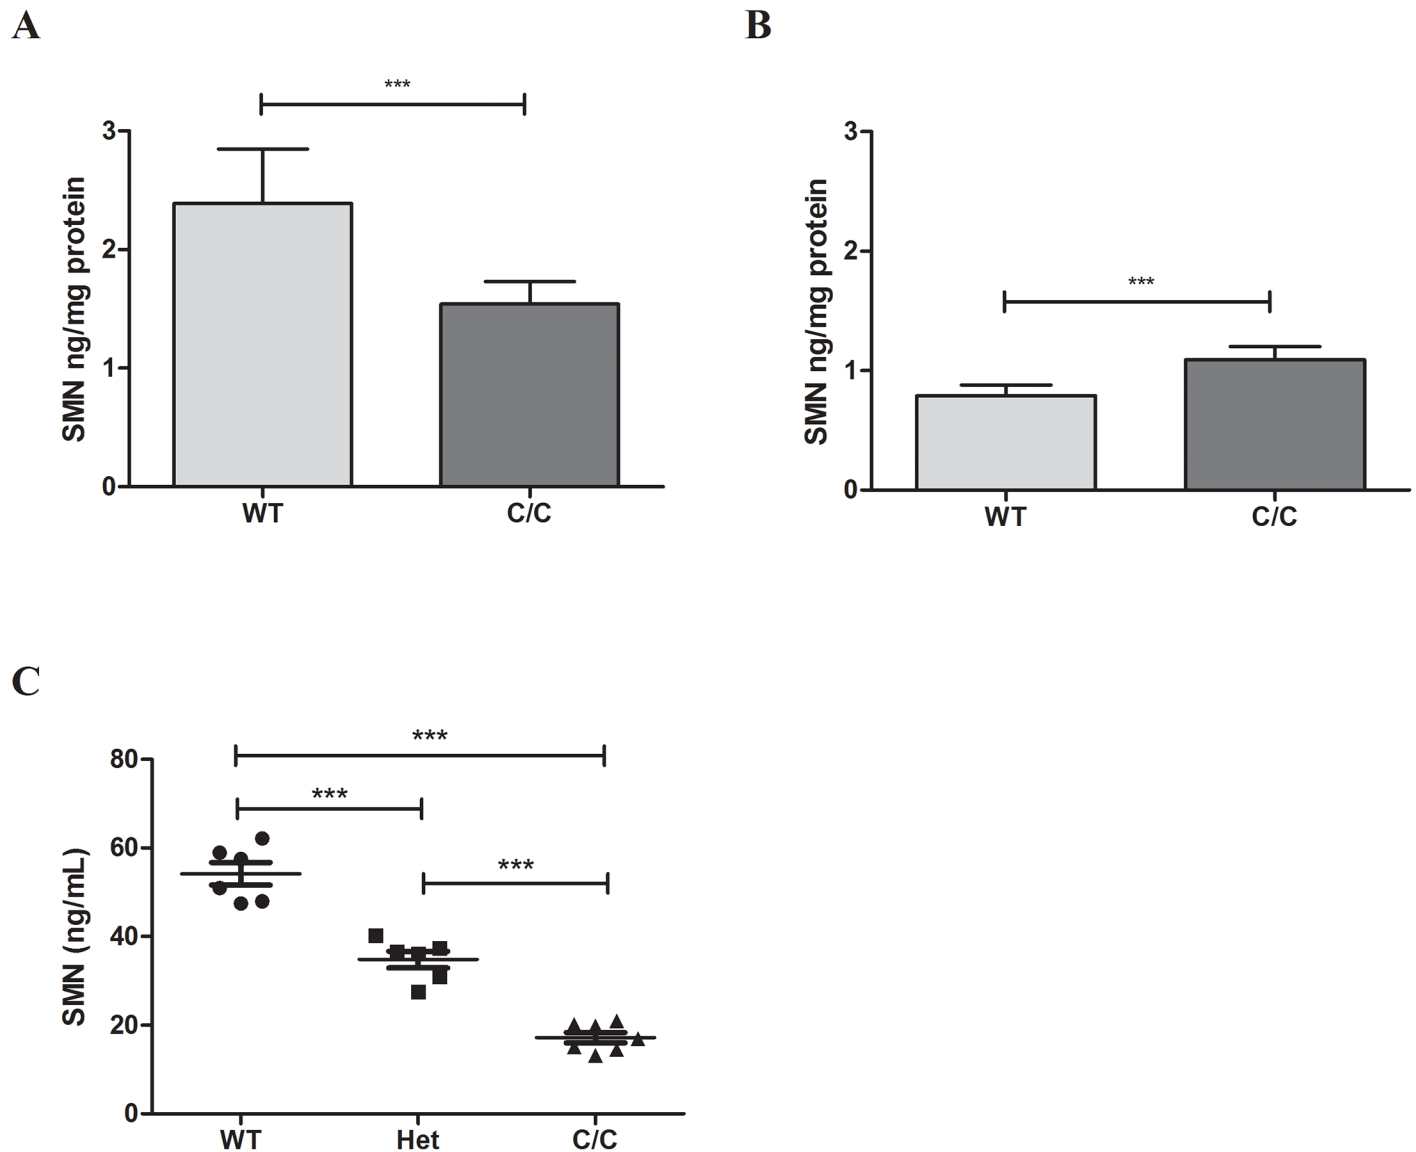 A
***
3
2
1
0
SMN ng/mg protein
WT
C/C
B
3
2
1
0
SMN ng/mg protein
***
WT
C/C
C
***
***
***
80
60
40
20
0
SMN (ng/mL)
WT
Het
C/C